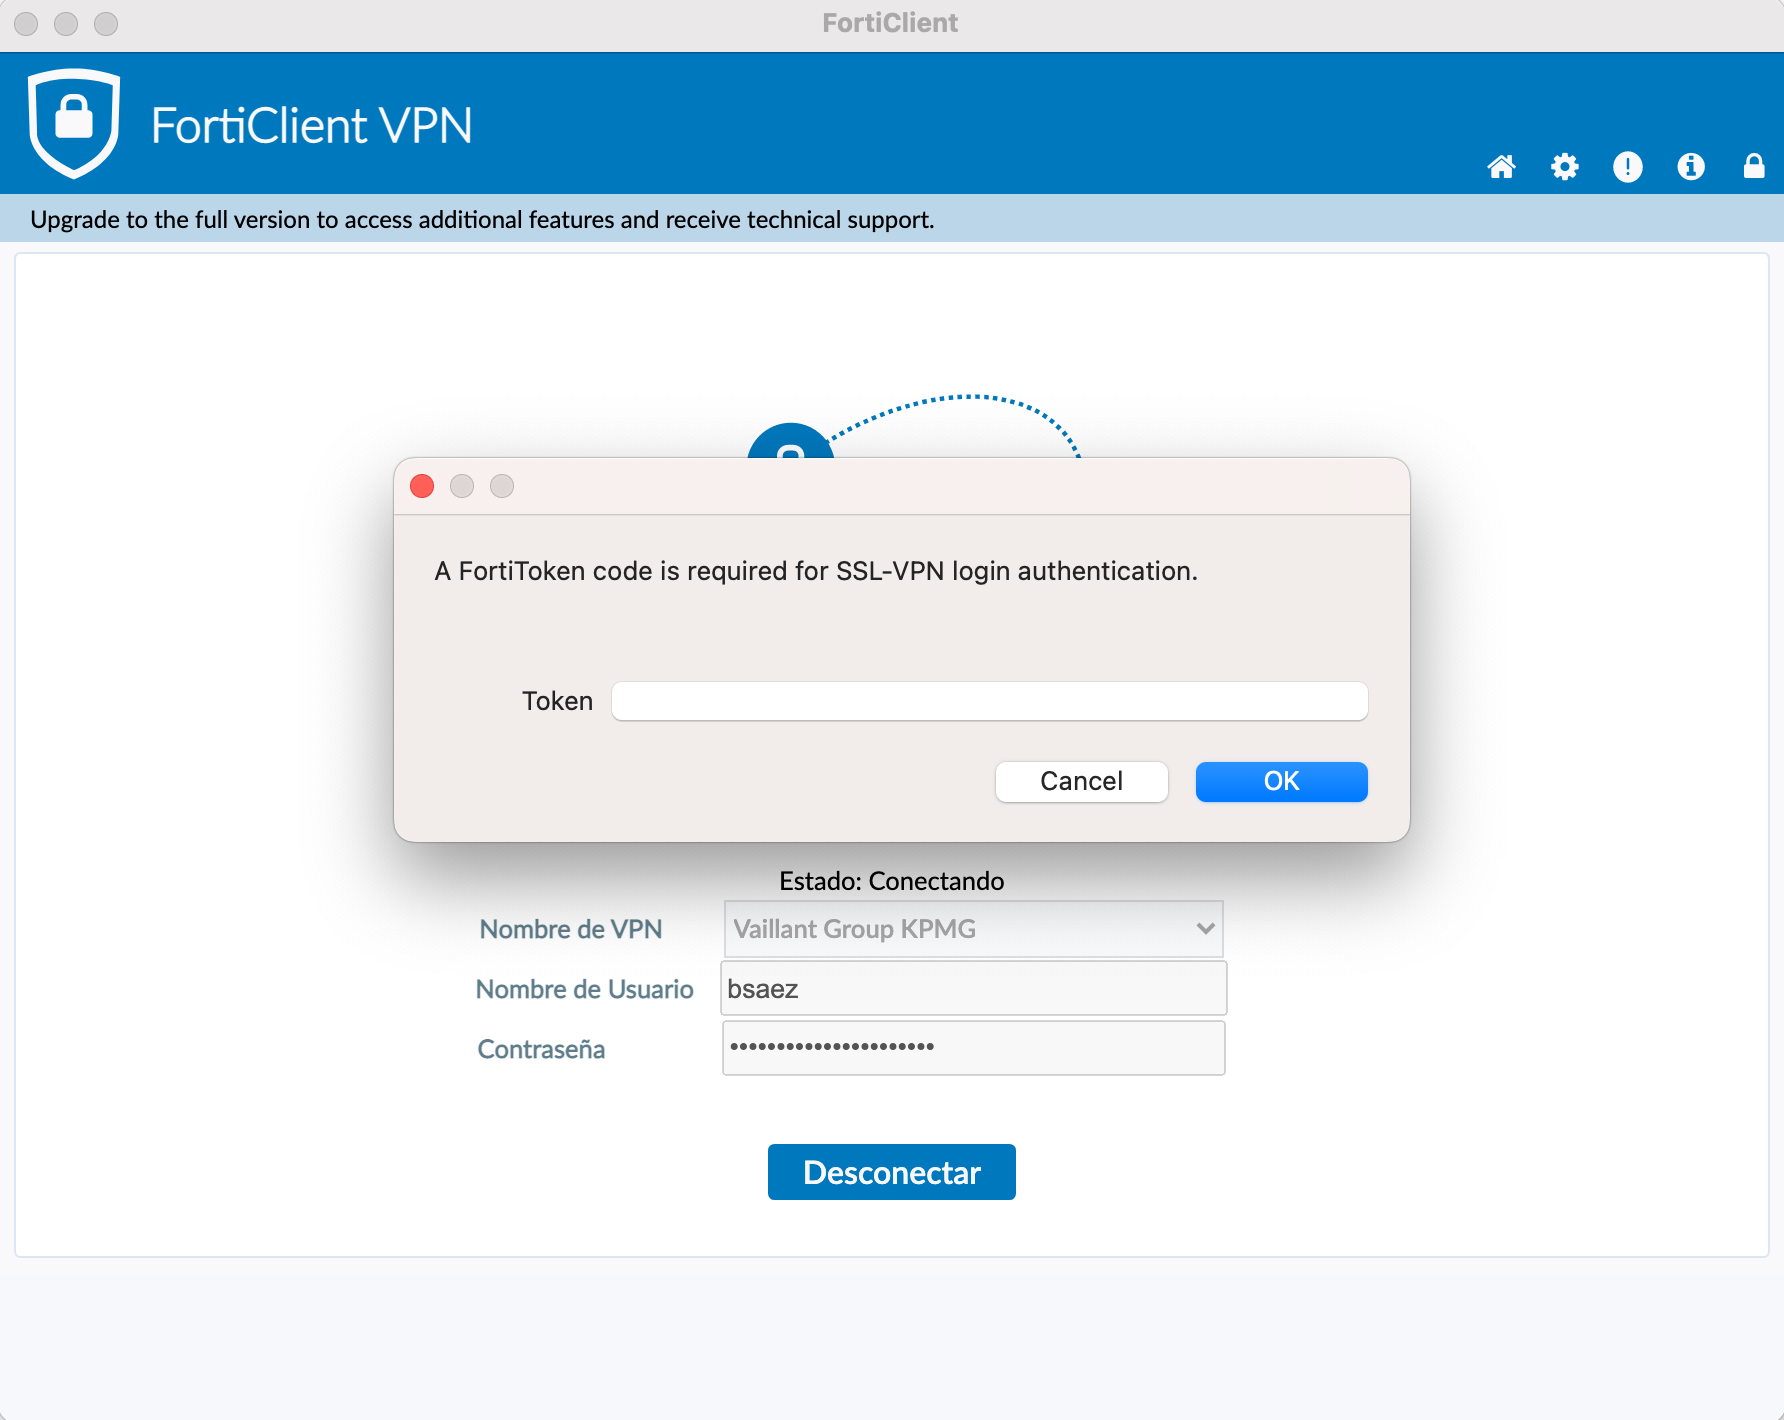 FortiClient
FortiClient VPN
Upgrade to the full version to access additional features and receive technical support.
A FortiToken code is required for SSL-VPN login authentication.
Token
Cancel
OK
Estado: Conectando
Nombre de VPN
Vaillant Group KPMG
Nombre de Usuario
bsaez
Contraseña
••••••••••••••••••••••
Desconectar